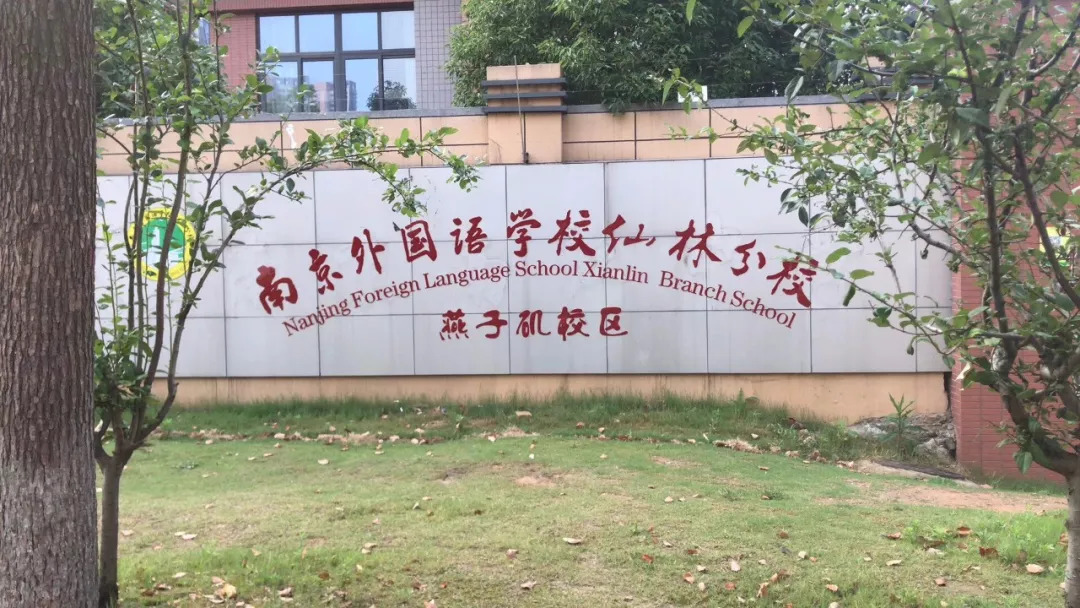 南京外国语学校仙林分校
Nanjing Foreign Language School Xianlin Branch School
燕子矶校区